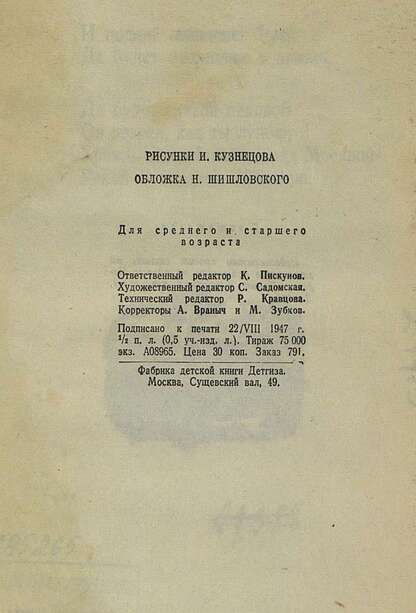 РИСУНКИ И. КУЗНЕЦОВА
ОБЛОЖКА Н. ШИШЛОВСКОГО
Для среднего и старшего
возраста
Ответственный редактор К. Пискунов.
Художественный редактор С. Садомская.
Технический редактор Р. Кравцова.
Корректоры А. Враныч и М. Зубков.
Подписано к печати 22/VIII 1947 г.
½ п. л. (0,5 уч.-изд. л.). Тираж 75 000
экз. А08965. Цена 30 коп. Заказ 791.
Фабрика детской книги Детгиза.
Москва, Сущевский вал, 49.